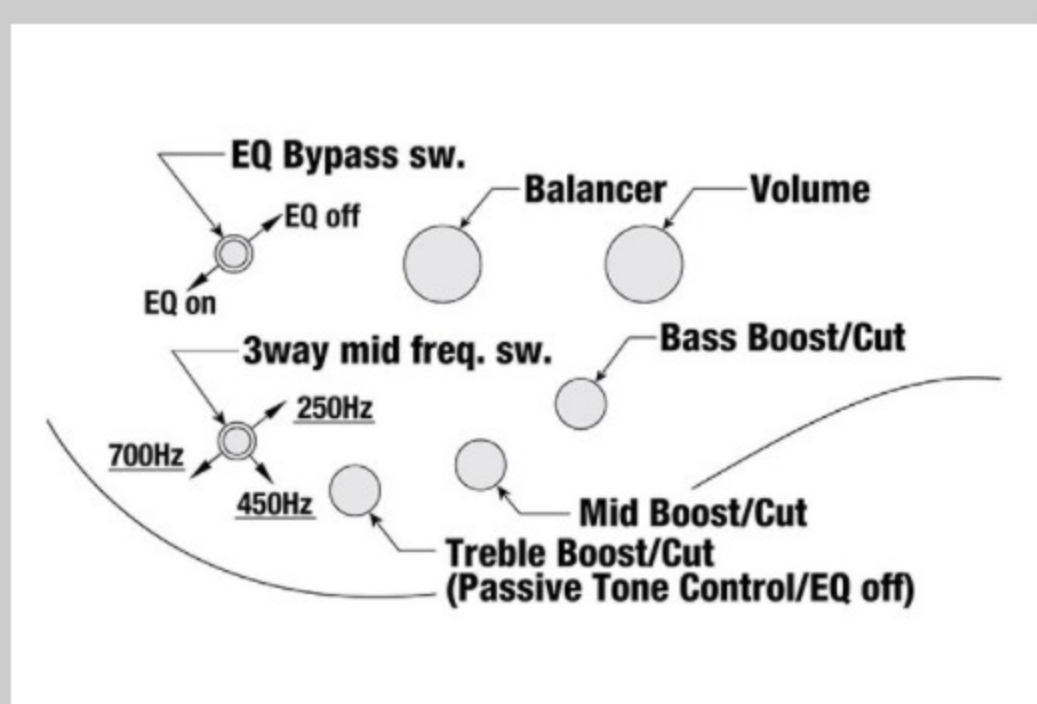 EQ Bypass sw.
Balancer
Volume
EQ off
EQ on
3way mid freq. sw.
Bass Boost/Cut
250Hz
700Hz
450Hz
Mid Boost/Cut
Treble Boost/Cut
(Passive Tone Control/EQ off)